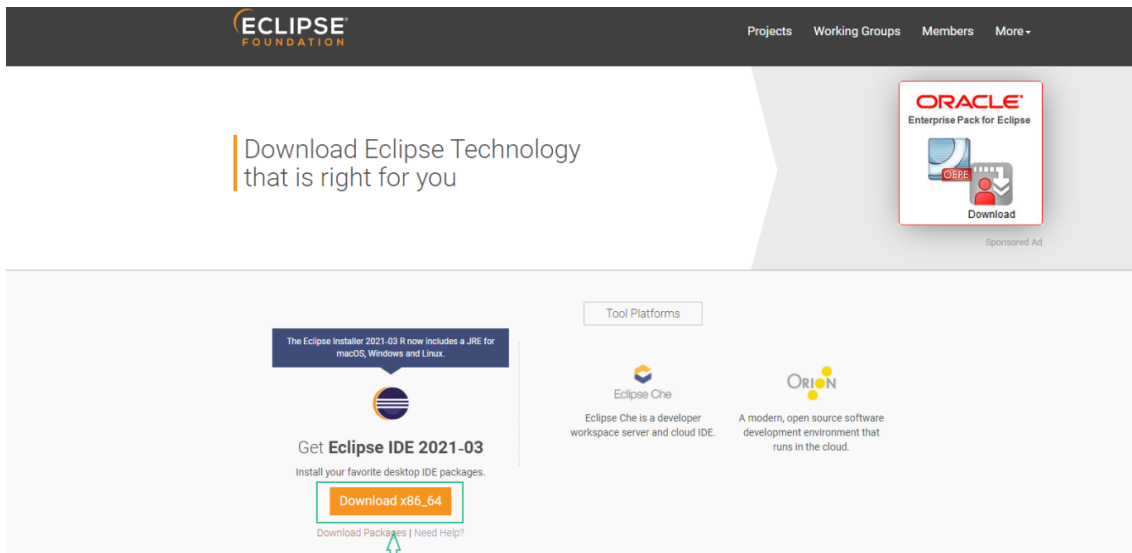 ECLIPSE
FOUNDATION
Projects Working Groups Members More
Download Eclipse Technology
that is right for you
ORACLE
Enterprise Pack for Eclipse
OEPE
Download
Sponsored Ad
Tool Platforms
The Eclipse Installer 2021-03 R now includes a JRE for
macOS, Windows and Linux.
Get Eclipse IDE 2021-03
Install your favorite desktop IDE packages.
Download x86_64
Download Packages | Need Help?
Eclipse Che
Eclipse Che is a developer
workspace server and cloud IDE.
ORION
A modern, open source software
development environment that
runs in the cloud.